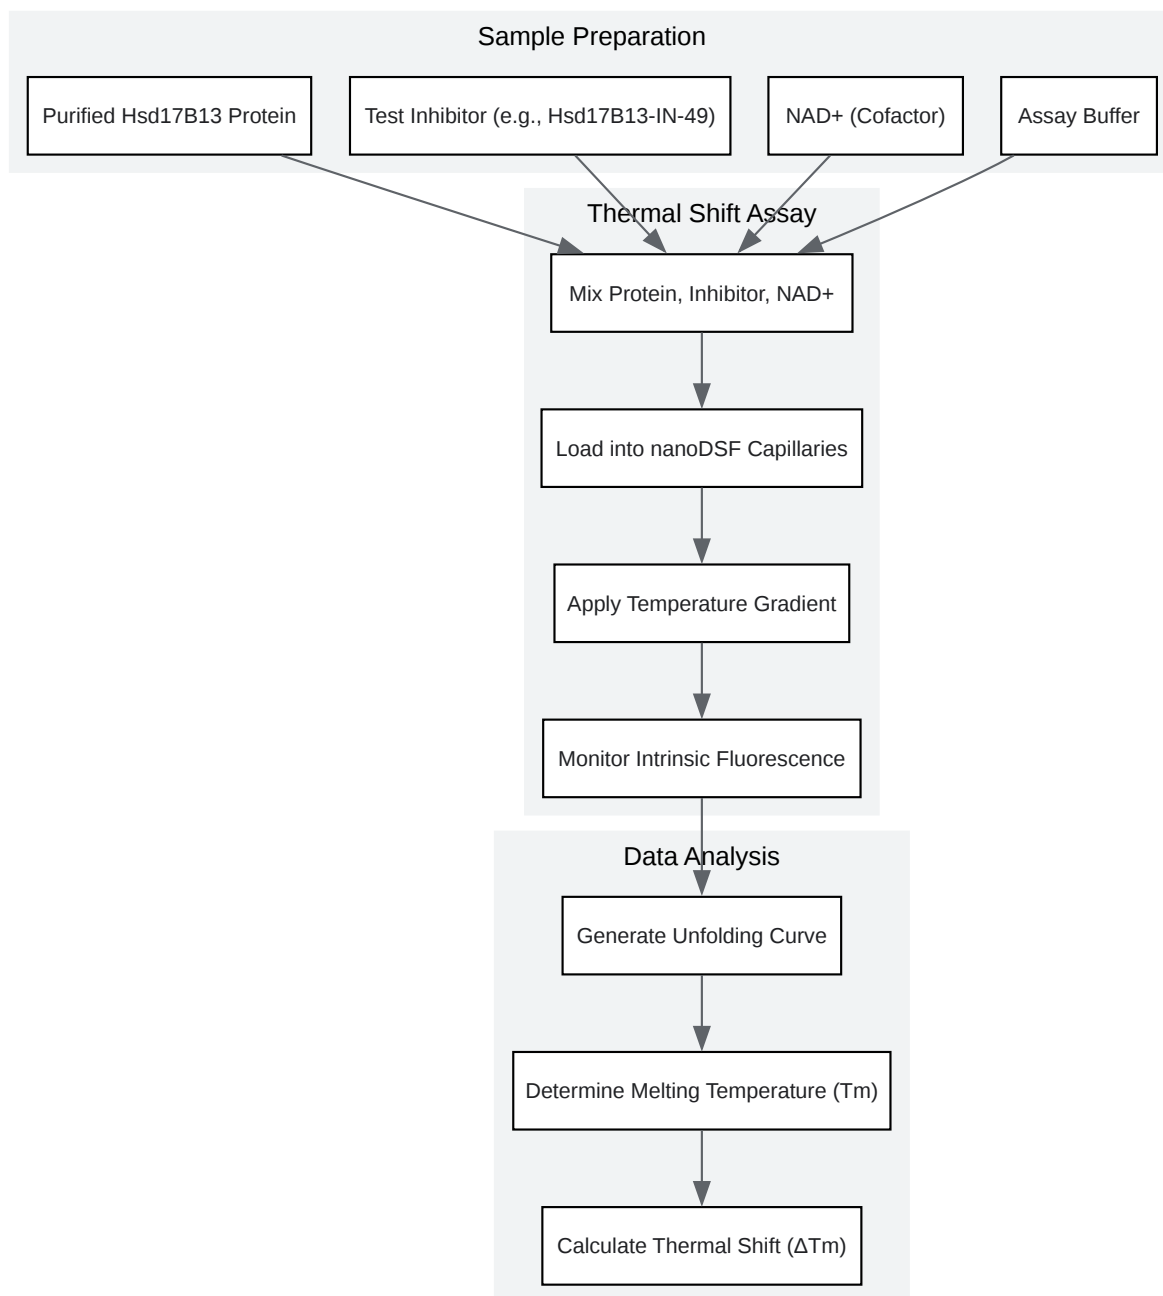 Sample Preparation
Purified Hsd17B13 Protein
Test Inhibitor (e.g., Hsd17B13-IN-49)
NAD+ (Cofactor)
Assay Buffer
Thermal Shift Assay
Mix Protein, Inhibitor, NAD+
Load into nanoDSF Capillaries
Apply Temperature Gradient
Monitor Intrinsic Fluorescence
Data Analysis
Generate Unfolding Curve
Determine Melting Temperature (Tm)
Calculate Thermal Shift (ΔTm)